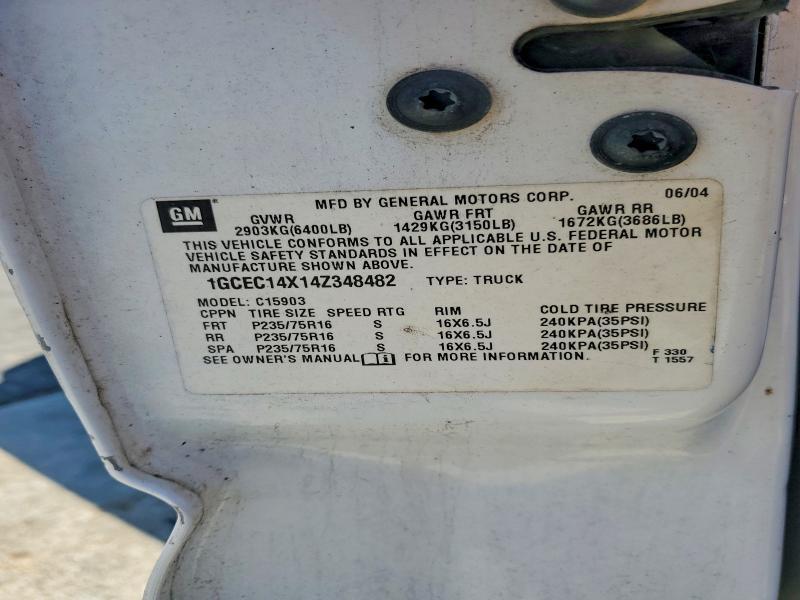 GM
MFD BY GENERAL MOTORS CORP. 06/04
GVWR GAWR FRT GAWR RR
2903KG(6400LB) 1429KG(3150LB) 1672KG(3686LB)
THIS VEHICLE CONFORMS TO ALL APPLICABLE U.S. FEDERAL MOTOR
VEHICLE SAFETY STANDARDS IN EFFECT ON THE DATE OF
MANUFACTURE SHOWN ABOVE.
1GCEC14X14Z348482 TYPE: TRUCK
MODEL: C15903
CPPN TIRE SIZE SPEED RTG RIM COLD TIRE PRESSURE
FRT P235/75R16 S 16X6.5J 240KPA(35PSI)
RR P235/75R16 S 16X6.5J 240KPA(35PSI)
SPA P235/75R16 S 16X6.5J 240KPA(35PSI)
SEE OWNER'S MANUAL FOR MORE INFORMATION.
F 330
T 1557